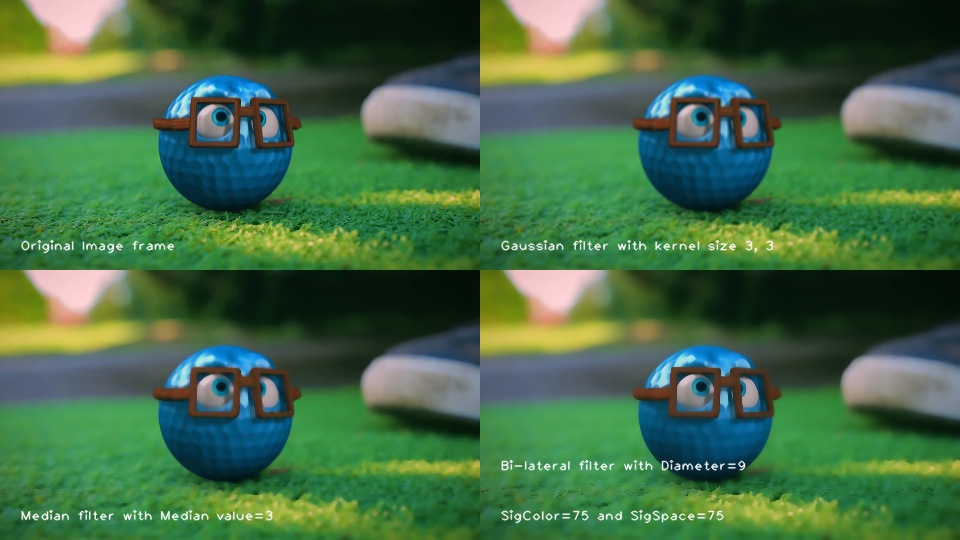 Original Image frame
Gaussian filter with kernel size 3, 3
Median filter with Median value=3
Bi-lateral filter with Diameter=9
SigColor=75 and SigSpace=75